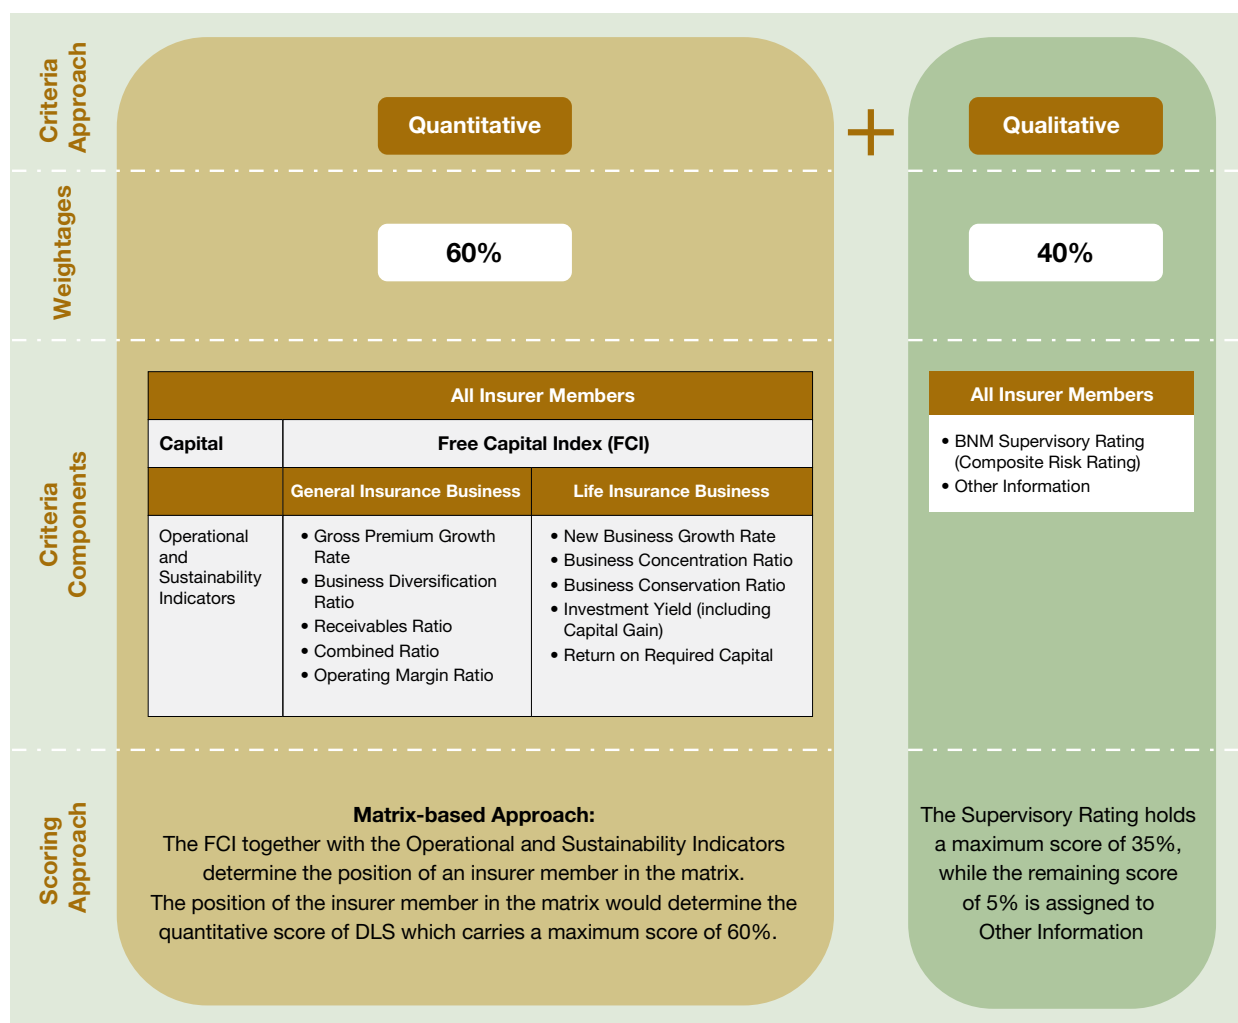 Criteria
Approach
Quantitative
+
Qualitative
Weightages
60%
40%
Criteria
Components
All Insurer Members
Capital
Free Capital Index (FCI)
General Insurance Business
Life Insurance Business
Operational
and
Sustainability
Indicators
• Gross Premium Growth
Rate
• Business Diversification
Ratio
• Receivables Ratio
• Combined Ratio
• Operating Margin Ratio
• New Business Growth Rate
• Business Concentration Ratio
• Business Conservation Ratio
• Investment Yield (including
Capital Gain)
• Return on Required Capital
All Insurer Members
• BNM Supervisory Rating
(Composite Risk Rating)
• Other Information
Scoring
Approach
Matrix-based Approach:
The FCI together with the Operational and Sustainability Indicators
determine the position of an insurer member in the matrix.
The position of the insurer member in the matrix would determine the
quantitative score of DLS which carries a maximum score of 60%.
The Supervisory Rating holds
a maximum score of 35%,
while the remaining score
of 5% is assigned to
Other Information